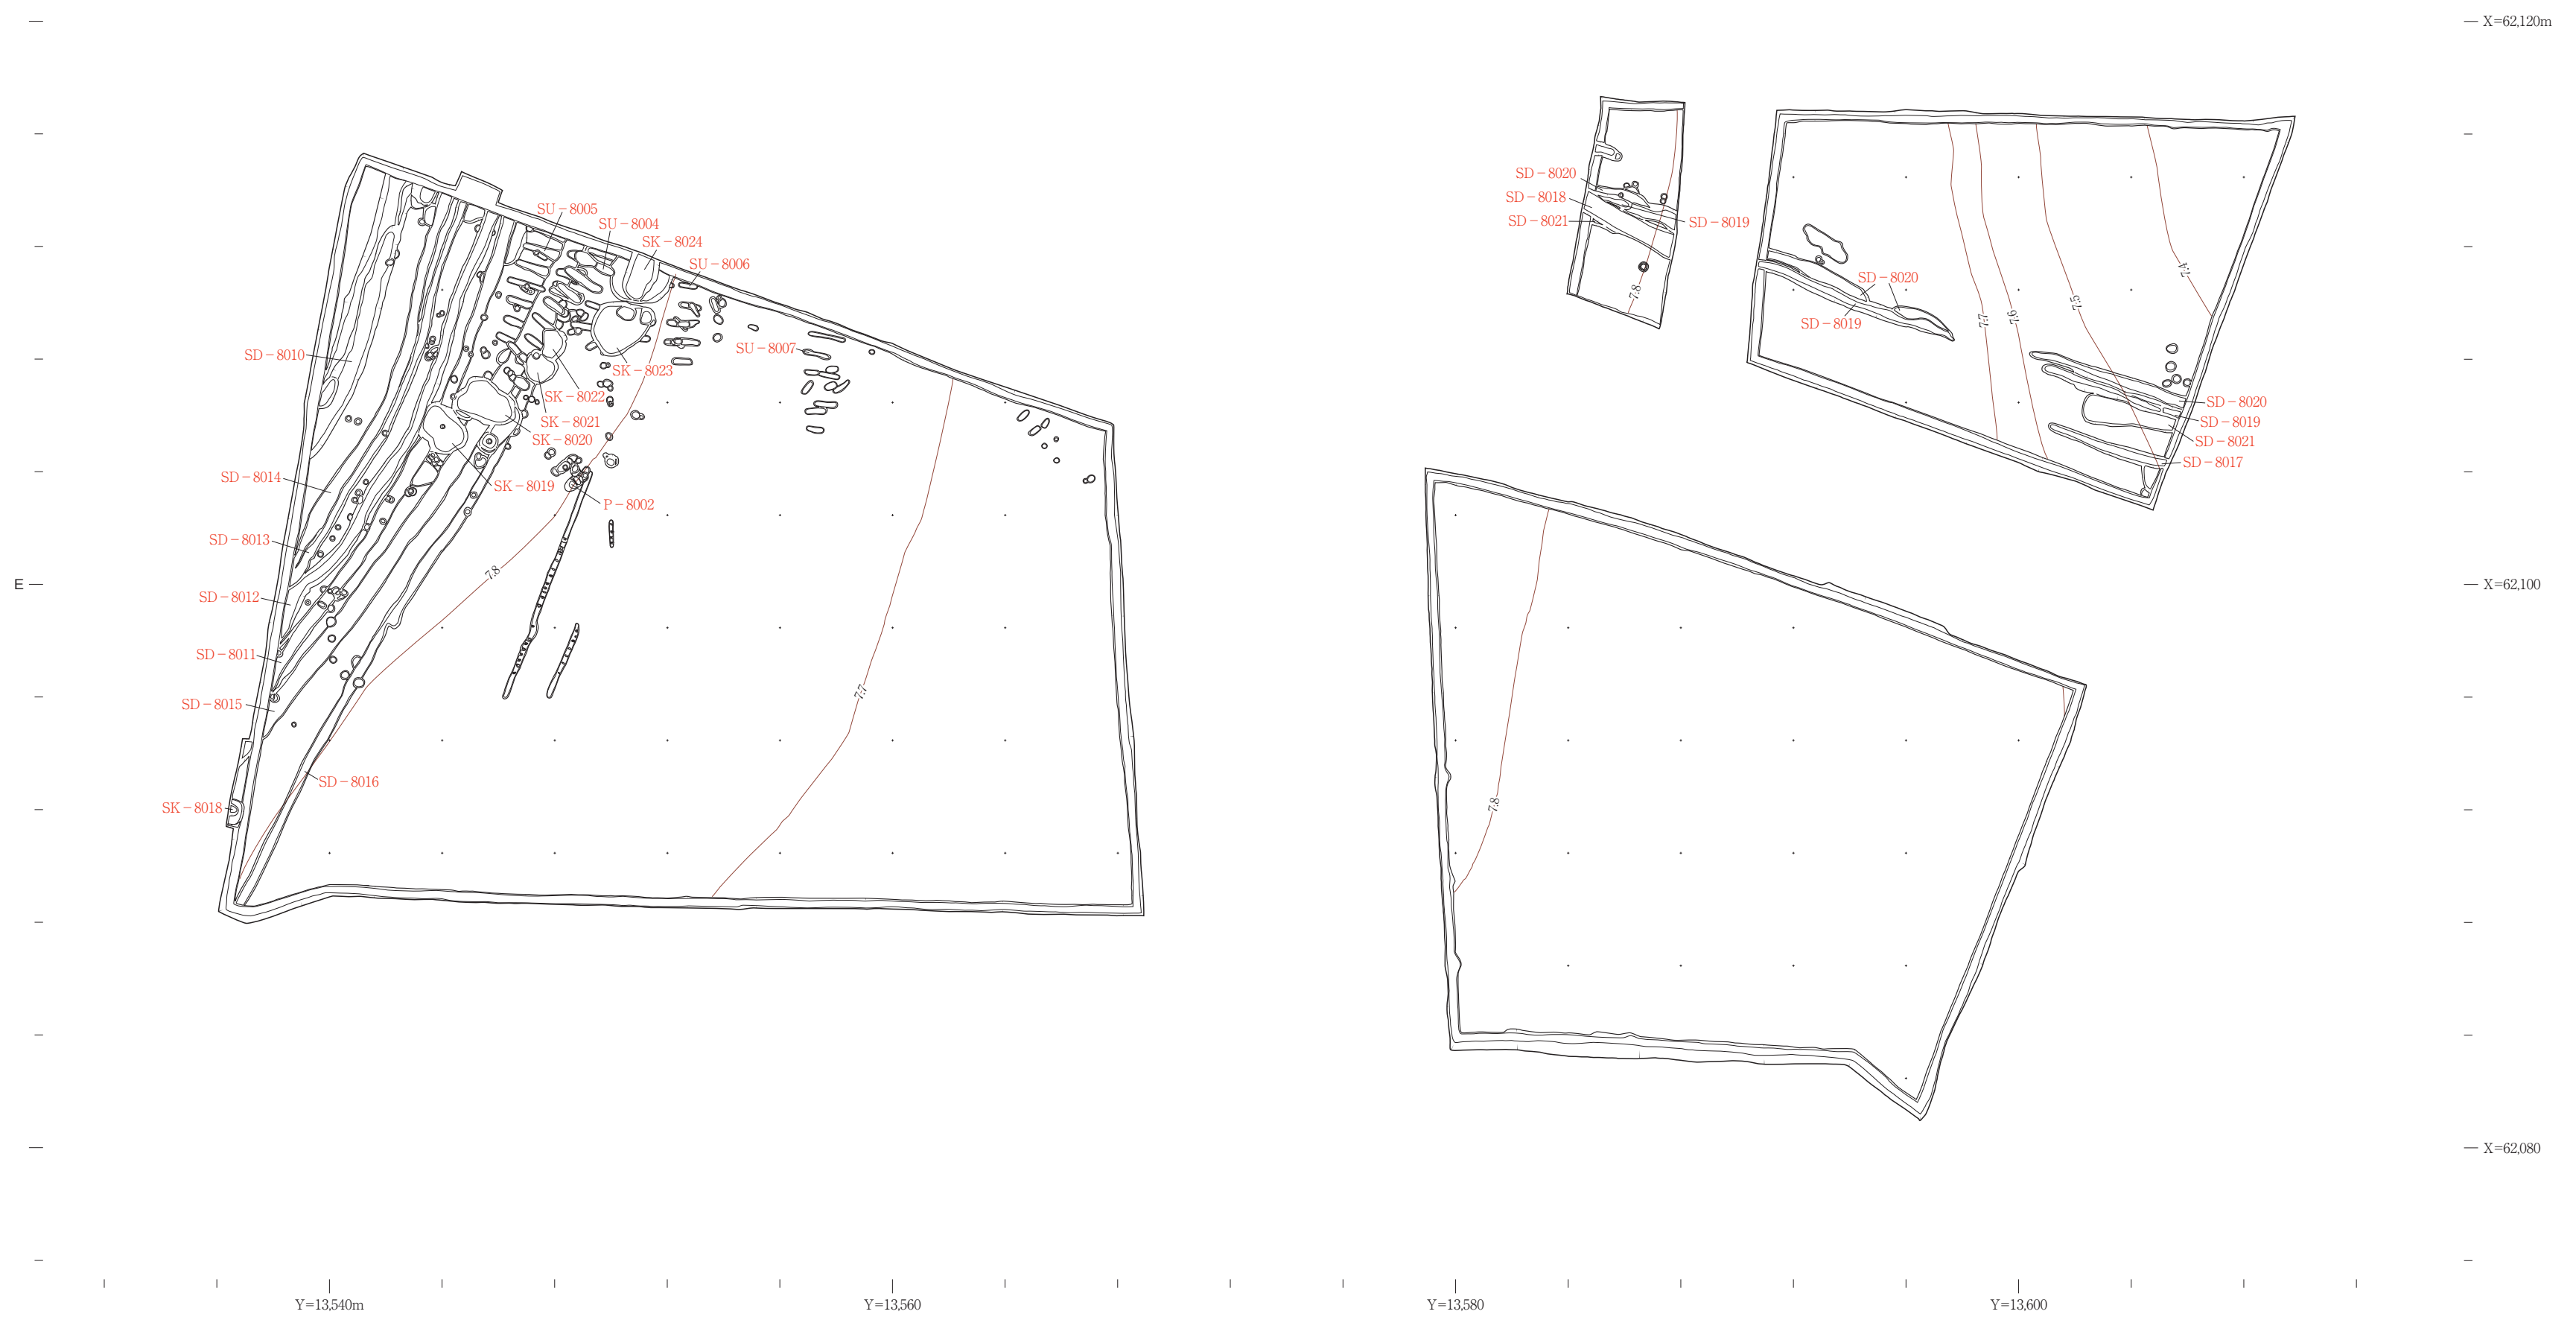 X=62,120m
SD－8020
SD－8018
SD－8021
SD－8019
SU－8005
SU－8004
SK－8024
SU－8006
7.4
SD－8020
7.8
7.5
7.6
7.7
SD－8019
SU－8007
SD－8010
SK－8023
SK－8022
SD－8020
SD－8019
SK－8021
SK－8020
SD－8021
SD－8017
SD－8014
SK－8019
P－8002
SD－8013
7.8
E
X=62,100
SD－8012
SD－8011
7.7
SD－8015
SD－8016
SK－8018
7.8
X=62,080
Y=13,540m
Y=13,560
Y=13,580
Y=13,600